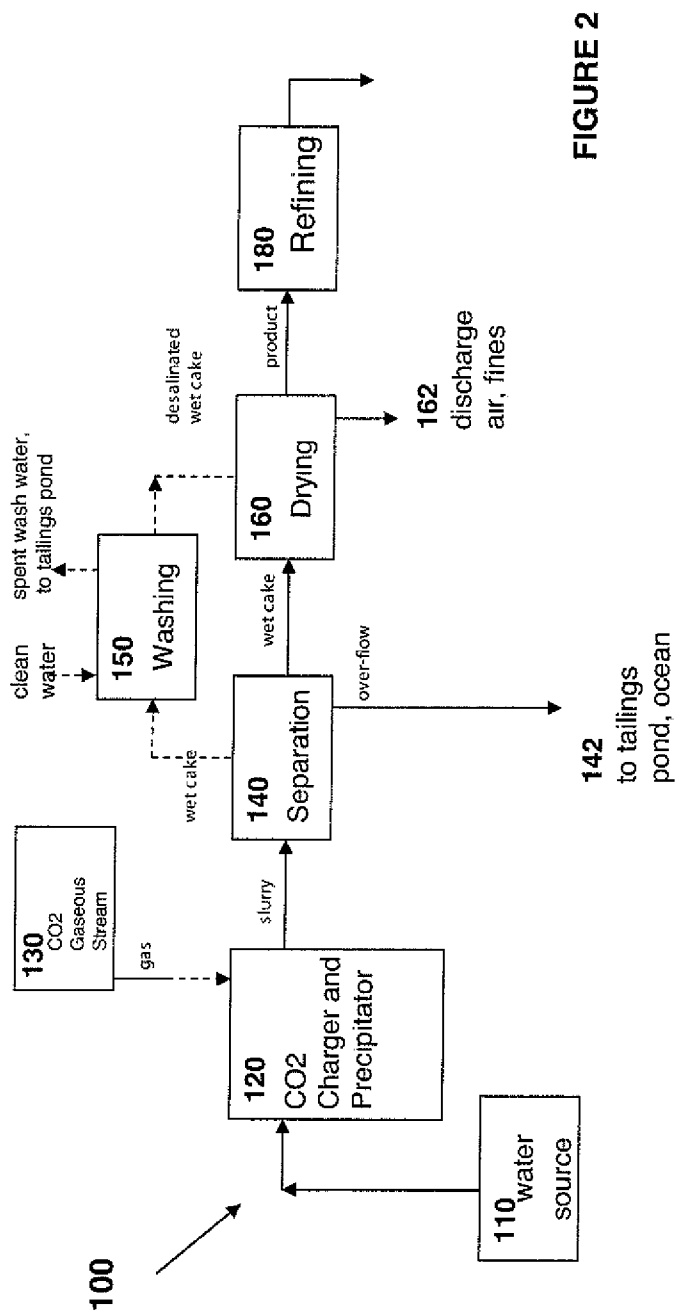 100
110 water
source
120
CO2
Charger and
Precipitator
130
CO2
Gaseous
Stream
gas
slurry
140
Separation
wet cake
wet cake
over-flow
142
to tailings
pond, ocean
clean
water
spent wash water,
to tailings pond
150
Washing
desalinated
wet cake
160
Drying
162
discharge
air, fines
product
180
Refining
FIGURE 2